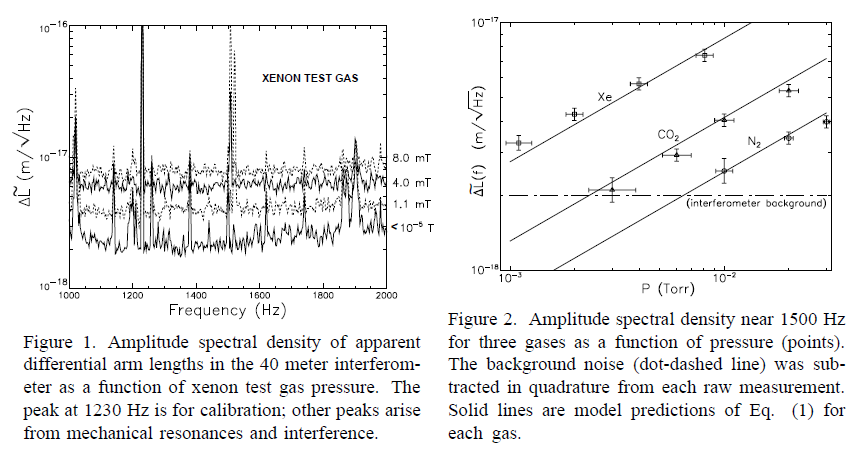 10⁻¹⁶
XENON TEST GAS
ΔL̃ (m/√Hz)
10⁻¹⁷
8.0 mT
4.0 mT
1.1 mT
<10⁻⁵ T
10⁻¹⁸
1000 1200 1400 1600 1800 2000
Frequency (Hz)
Figure 1. Amplitude spectral density of apparent
differential arm lengths in the 40 meter interferom-
eter as a function of xenon test gas pressure. The
peak at 1230 Hz is for calibration; other peaks arise
from mechanical resonances and interference.
10⁻¹⁷
Xe
CO₂
N₂
ΔL̃(f) (m/√Hz)
(interferometer background)
10⁻¹⁸
10⁻³ 10⁻²
P (Torr)
Figure 2. Amplitude spectral density near 1500 Hz
for three gases as a function of pressure (points).
The background noise (dot-dashed line) was sub-
tracted in quadrature from each raw measurement.
Solid lines are model predictions of Eq. (1) for
each gas.